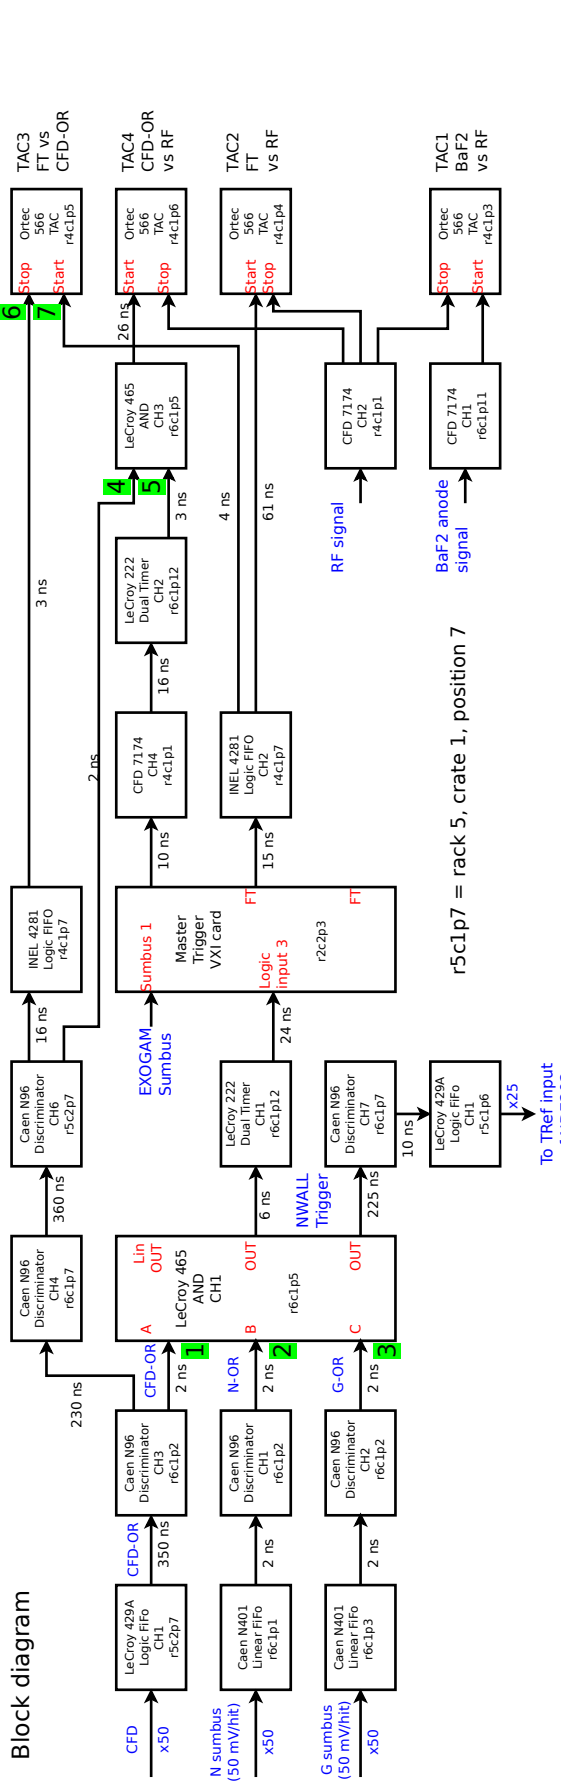 Block diagram
CFD
x50
LeCroy 429A
Logic FiFo
CH1
r5c2p7
CFD-OR
350 ns
Caen N96
Discriminator
CH3
r6c1p2
230 ns
CFD-OR
2 ns
1
N sumbus
(50 mV/hit)
x50
Caen N401
Linear FiFo
r6c1p1
2 ns
Caen N96
Discriminator
CH1
r6c1p2
N-OR
2 ns
2
G sumbus
(50 mV/hit)
x50
Caen N401
Linear FiFo
r6c1p3
2 ns
Caen N96
Discriminator
CH2
r6c1p2
G-OR
2 ns
3
Caen N96
Discriminator
CH4
r6c1p7
360 ns
A
Lin
OUT
LeCroy 465
AND
CH1
B
OUT
r6c1p5
C
OUT
6 ns
NWALL
Trigger
225 ns
Caen N96
Discriminator
CH6
r5c2p7
16 ns
2 ns
LeCroy 222
Dual Timer
CH1
r6c1p12
24 ns
Caen N96
Discriminator
CH7
r6c1p7
10 ns
LeCroy 429A
Logic FiFo
CH1
r5c1p6
x25
To TRef input
EXOGAM
Sumbus
Sumbus 1
Master
Trigger
VXI card
FT
Logic
input 3
r2c2p3
FT
INEL 4281
Logic FIFO
r4c1p7
3 ns
10 ns
15 ns
CFD 7174
CH4
r4c1p1
16 ns
INEL 4281
Logic FIFO
CH2
r4c1p7
4 ns
61 ns
LeCroy 222
Dual Timer
CH2
r6c1p12
3 ns
4
5
LeCroy 465
AND
CH3
r6c1p5
26 ns
RF signal
CFD 7174
CH2
r4c1p1
BaF2 anode
signal
CFD 7174
CH1
r6c1p11
6
7
Stop
Start
Ortec
566
TAC
r4c1p5
TAC3
FT vs
CFD-OR
Start
Stop
Ortec
566
TAC
r4c1p6
TAC4
CFD-OR
vs RF
Start
Stop
Ortec
566
TAC
r4c1p4
TAC2
FT
vs RF
Stop
Start
Ortec
566
TAC
r4c1p3
TAC1
BaF2
vs RF
r5c1p7 = rack 5, crate 1, position 7